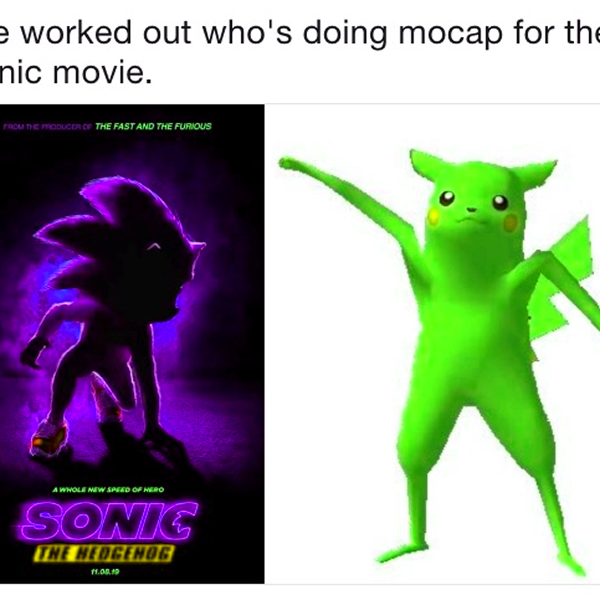 e worked out who's doing mocap for the
nic movie.
FROM THE PRODUCER OF THE FAST AND THE FURIOUS
A WHOLE NEW SPEED OF HERO
SONIC
THE HEDGEHOG
11.08.19